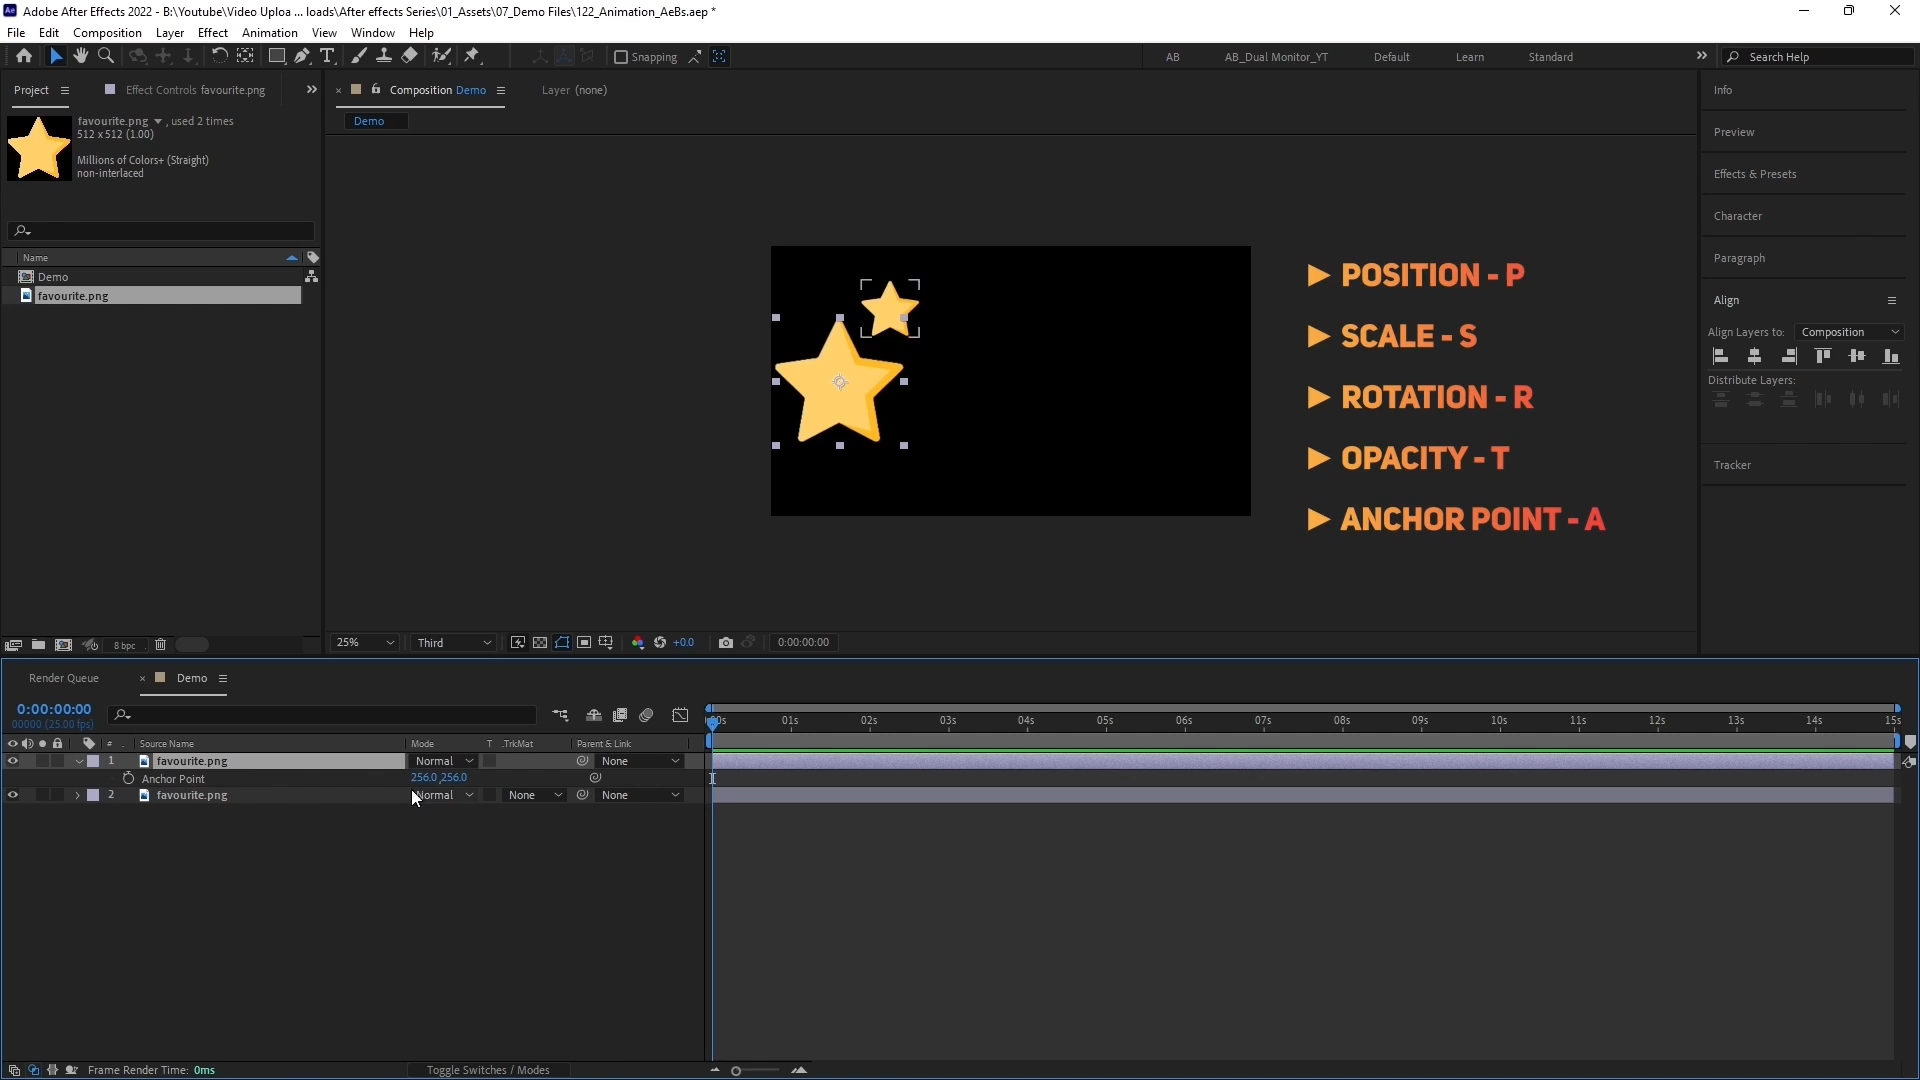 Adobe After Effects 2022 - B:\Youtube\Video Uploa ... loads\After effects Series\01_Assets\07_Demo Files\122_Animation_AeBs.aep *
File Edit Composition Layer Effect Animation View Window Help
Snapping
AB AB_Dual Monitor_YT Default Learn Standard
Search Help
Project
Effect Controls favourite.png
Composition Demo
Layer (none)
Demo
favourite.png , used 2 times
512 x 512 (1.00)
Millions of Colors+ (Straight)
non-interlaced
Name
Demo
favourite.png
8 bpc
POSITION - P
SCALE - S
ROTATION - R
OPACITY - T
ANCHOR POINT - A
25%
Third
+0.0
0:00:00:00
Info
Preview
Effects & Presets
Character
Paragraph
Align
Align Layers to: Composition
Distribute Layers:
Tracker
Render Queue
Demo
0:00:00:00
00000 (25.00 fps)
01s 02s 03s 04s 05s 06s 07s 08s 09s 10s 11s 12s 13s 14s 15s
# . Source Name Mode T .TrkMat Parent & Link
1 favourite.png Normal None
Anchor Point 256.0,256.0
2 favourite.png Normal None None
Frame Render Time: 0ms
Toggle Switches / Modes